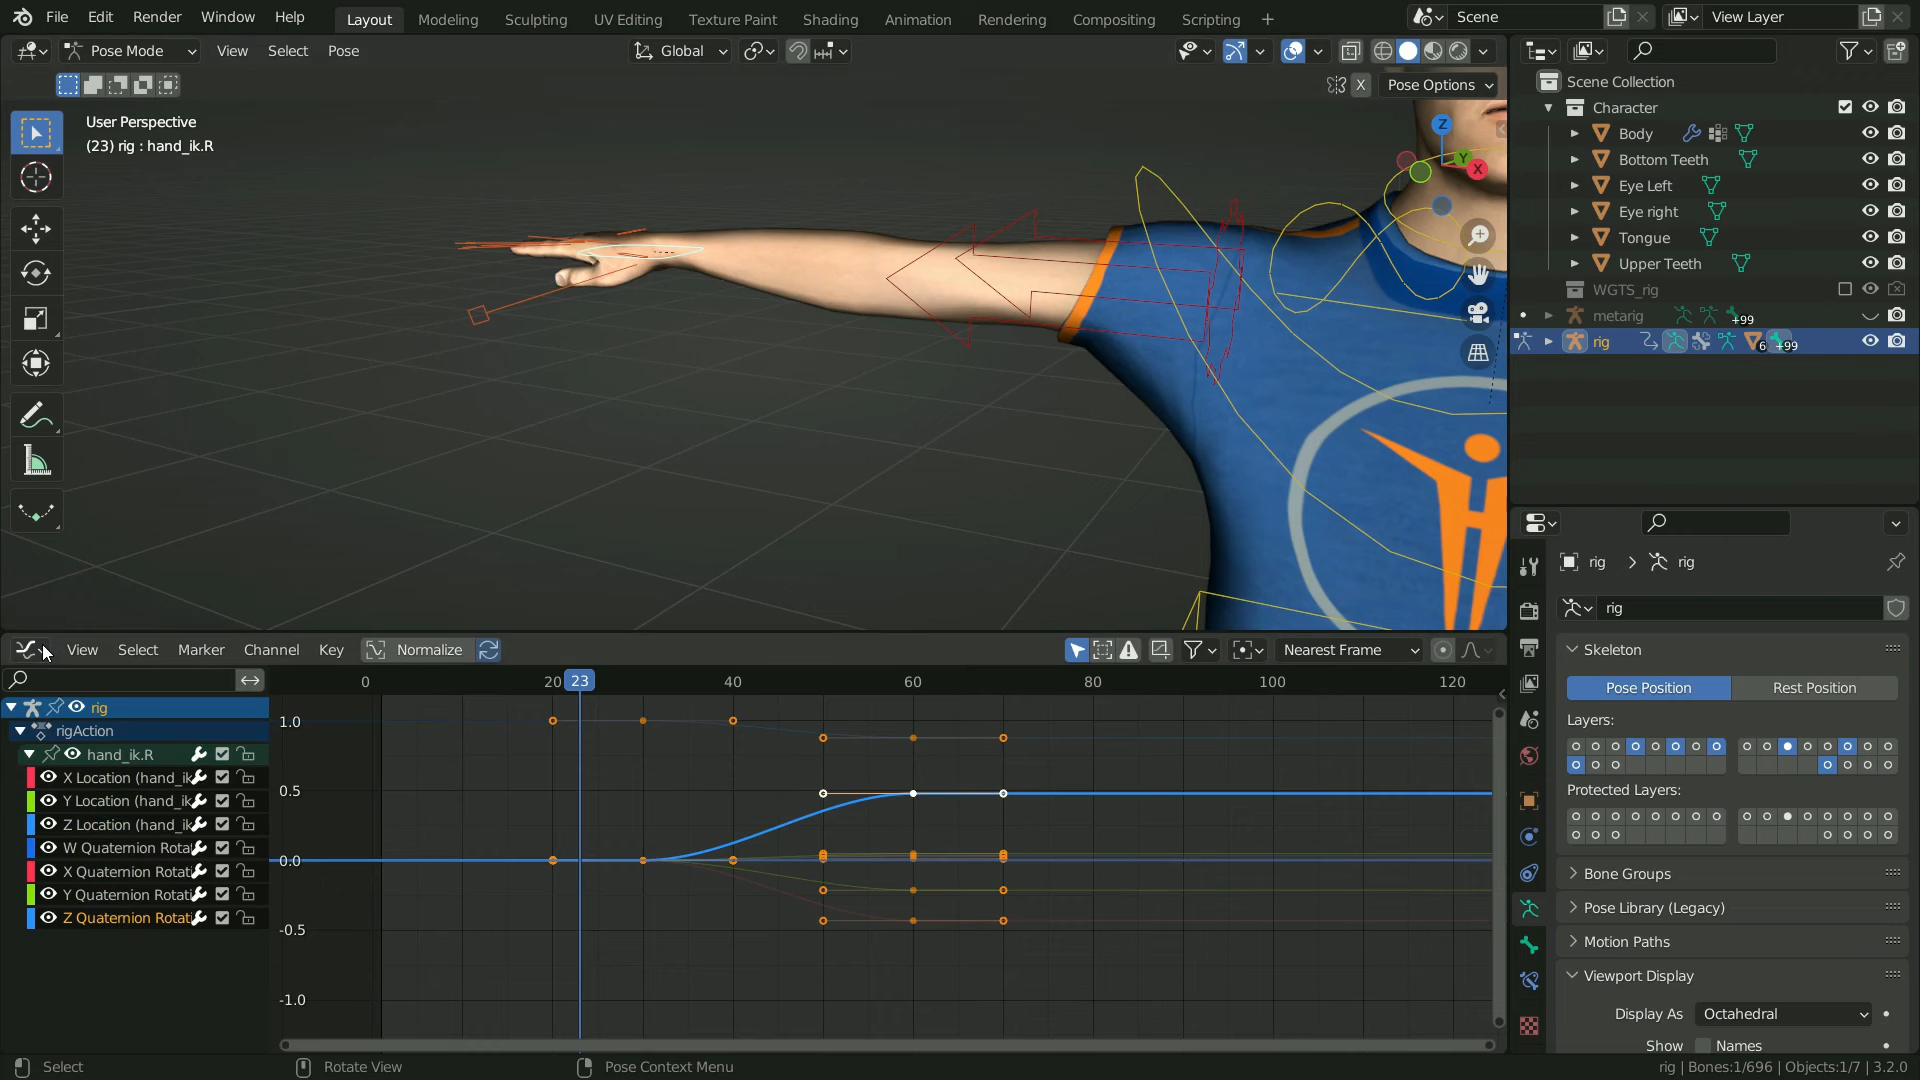 File Edit Render Window Help Layout Modeling Sculpting UV Editing Texture Paint Shading Animation Rendering Compositing Scripting + Scene View Layer
Pose Mode View Select Pose Global
X Pose Options
User Perspective
(23) rig : hand_ik.R
Z
Y
X
Scene Collection
Character
Body
Bottom Teeth
Eye Left
Eye right
Tongue
Upper Teeth
WGTS_rig
metarig +99
rig 6 +99
rig > rig
rig
Skeleton
Pose Position Rest Position
Layers:
Protected Layers:
Bone Groups
Pose Library (Legacy)
Motion Paths
Viewport Display
Display As Octahedral
Show Names
View Select Marker Channel Key Normalize Nearest Frame
0 20 23 40 60 80 100 120
rig
rigAction
hand_ik.R
X Location (hand_ik
Y Location (hand_ik
Z Location (hand_ik
W Quaternion Rota
X Quaternion Rotat
Y Quaternion Rotat
Z Quaternion Rotat
1.0
0.5
0.0
-0.5
-1.0
Select Rotate View Pose Context Menu rig | Bones:1/696 | Objects:1/7 | 3.2.0